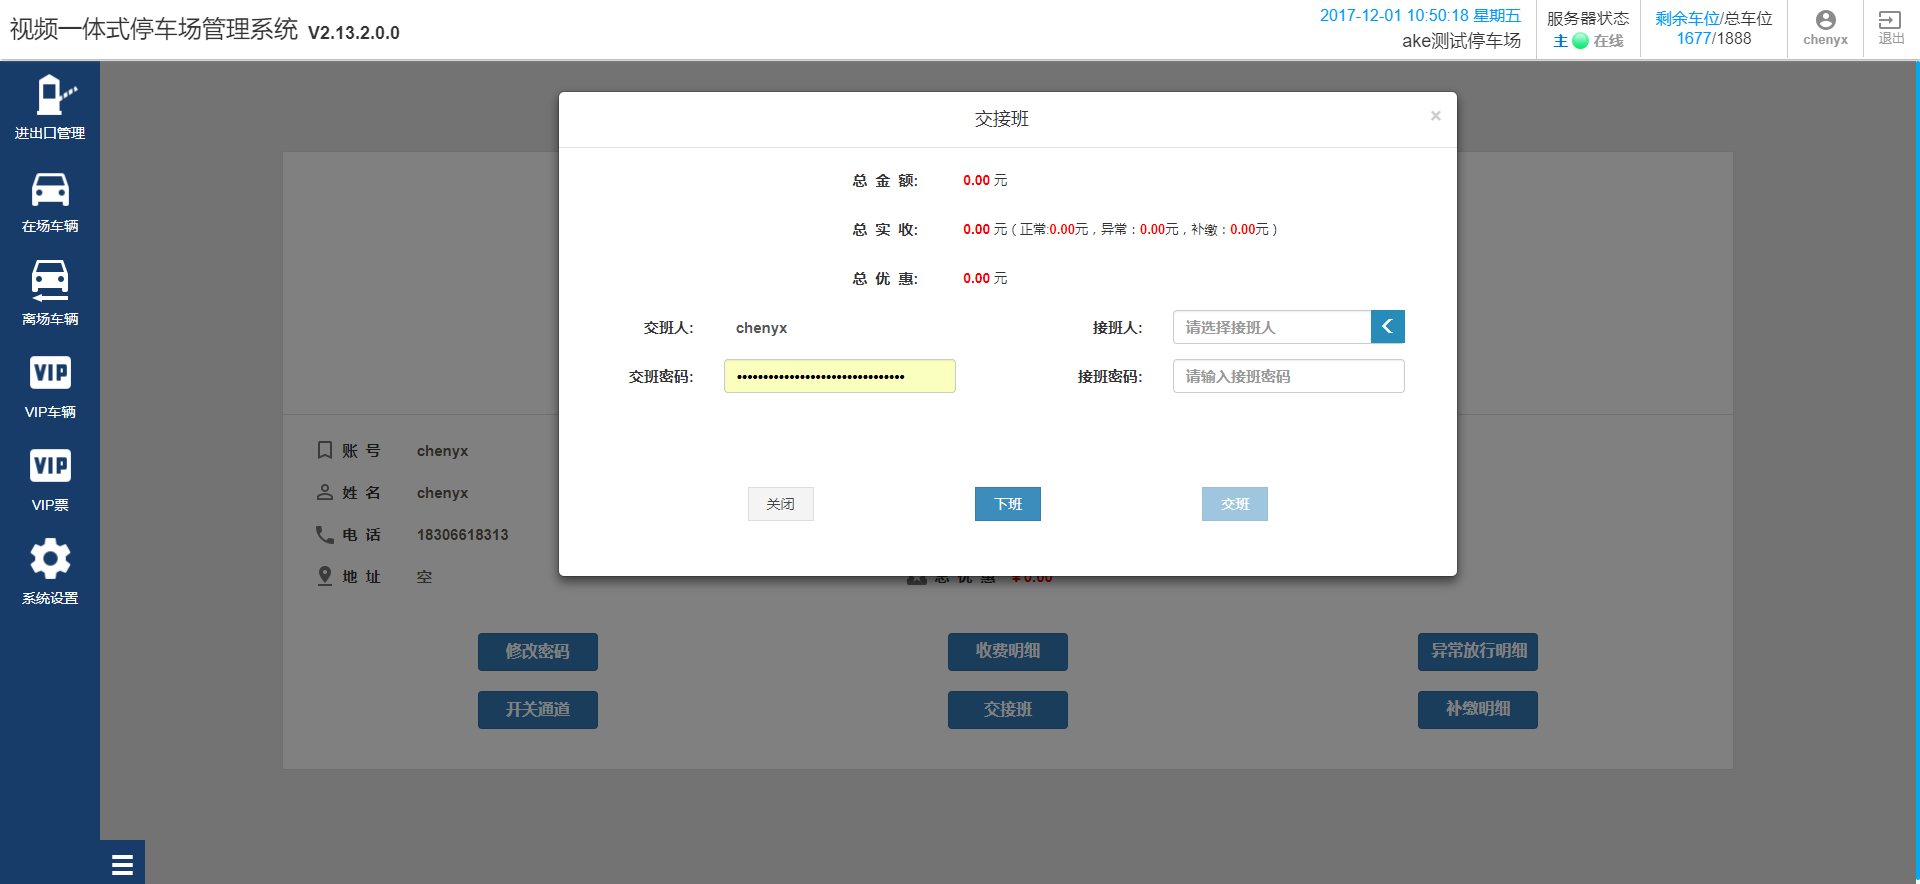 视频一体式停车场管理系统 V2.13.2.0.0
2017-12-01 10:50:18 星期五
ake测试停车场
服务器状态
主 在线
剩余车位/总车位
1677/1888
chenyx
退出
进出口管理
在场车辆
离场车辆
VIP
VIP车辆
VIP
VIP票
系统设置
交接班
×
总 金 额: 0.00 元
总 实 收: 0.00 元 ( 正常:0.00元 , 异常 : 0.00元 , 补缴 : 0.00元 )
总 优 惠: 0.00 元
交班人: chenyx
接班人: 请选择接班人
交班密码: ••••••••••••••••••••••••••••••••
接班密码: 请输入接班密码
关闭
下班
交班
账 号 chenyx
姓 名 chenyx
电 话 18306618313
地 址 空
总 优 惠 ¥ 0.00
修改密码
收费明细
异常放行明细
开关通道
交接班
补缴明细